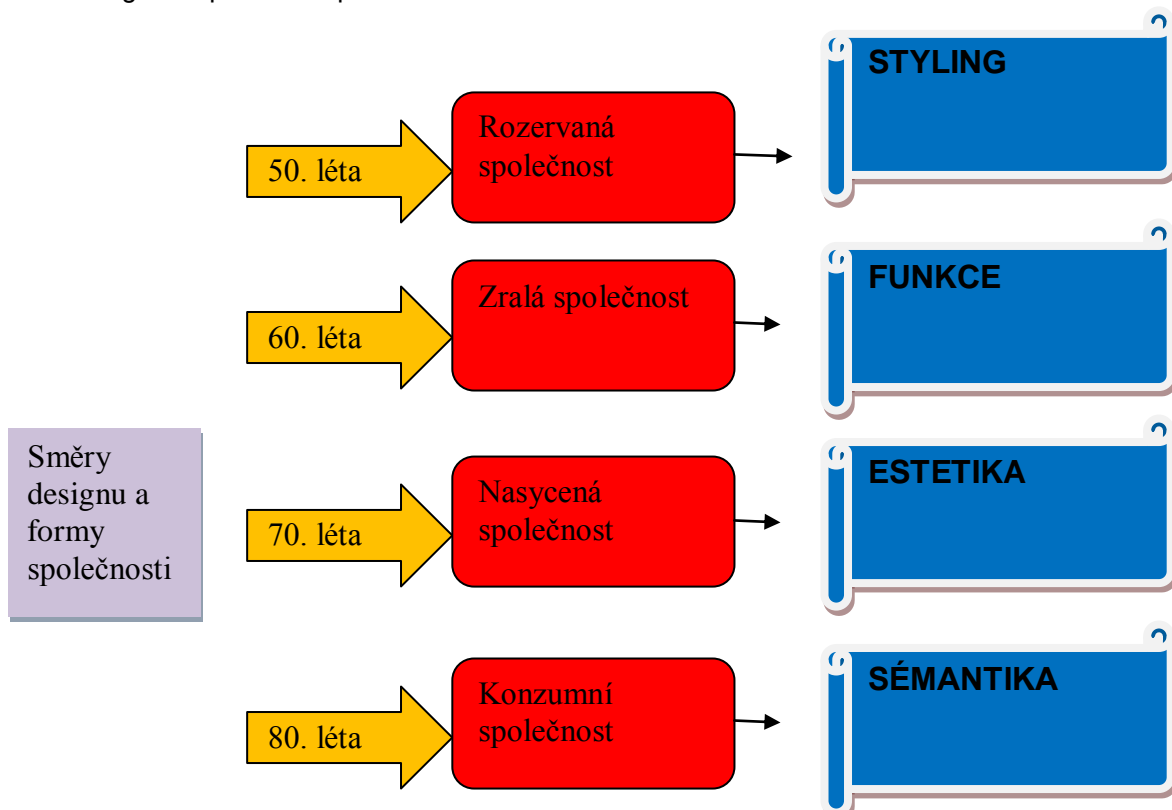 STYLING
Rozervaná
společnost
50. léta
FUNKCE
Zralá společnost
60. léta
Směry
designu a
formy
společnosti
ESTETIKA
Nasycená
společnost
70. léta
SÉMANTIKA
Konzumní
společnost
80. léta